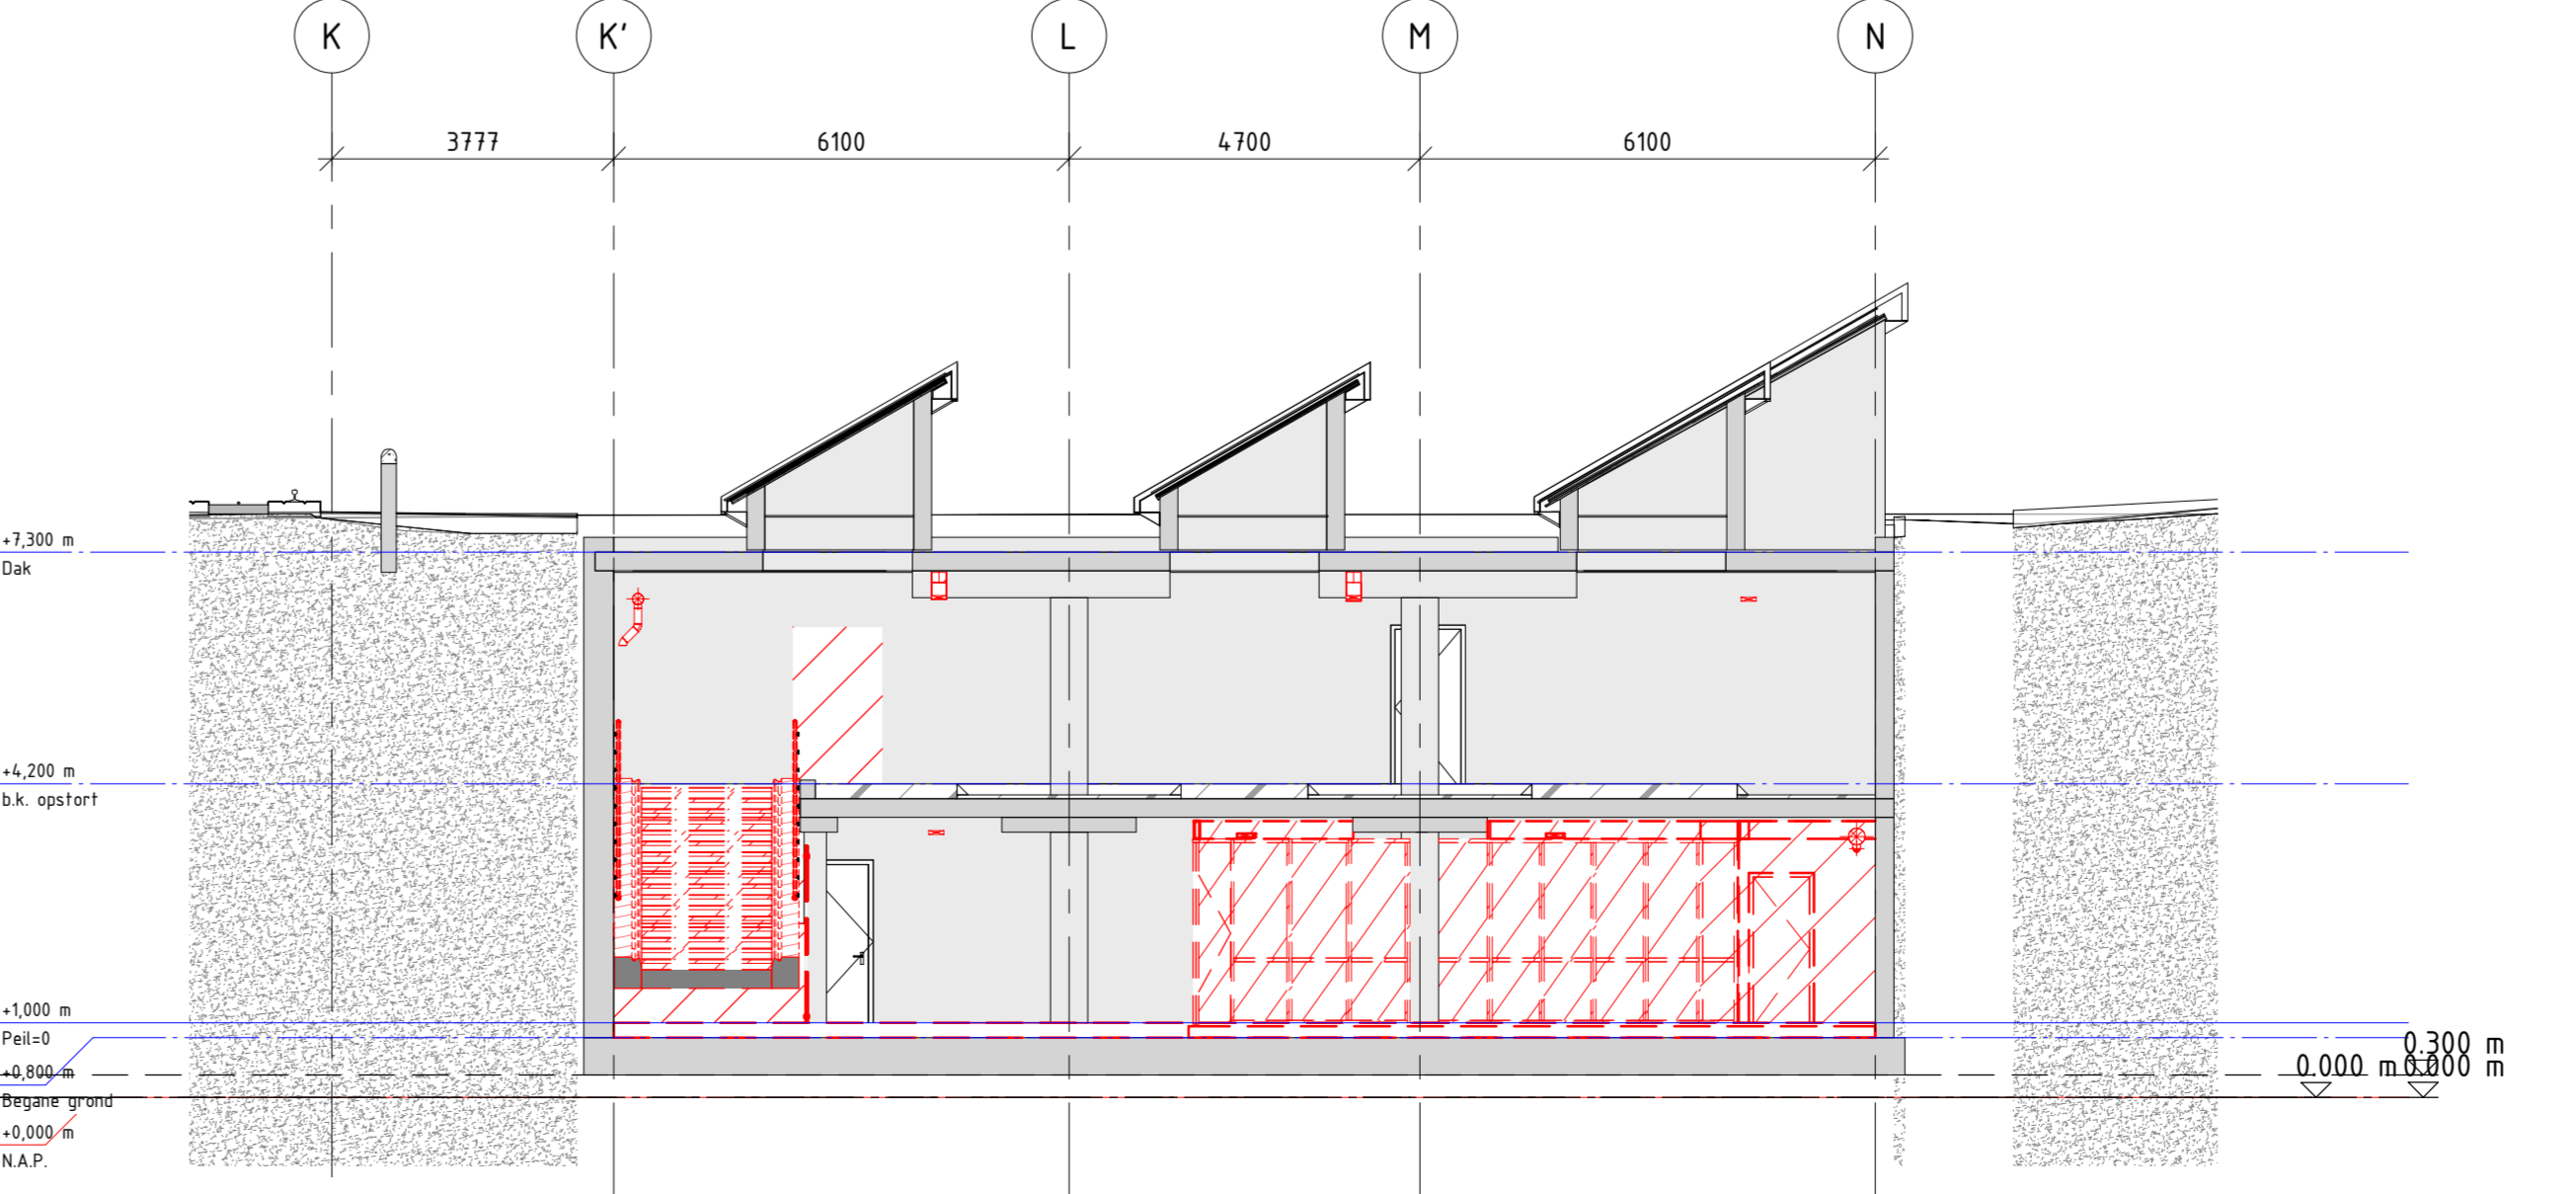 K K' L M N
3777 6100 4700 6100
+7,300 m
Dak
+4,200 m
b.k. opstort
+1,000 m
Peil=0
+0,800 m
Begane grond
+0,000 m
N.A.P.
0.300 m
0.000 m 0.000 m